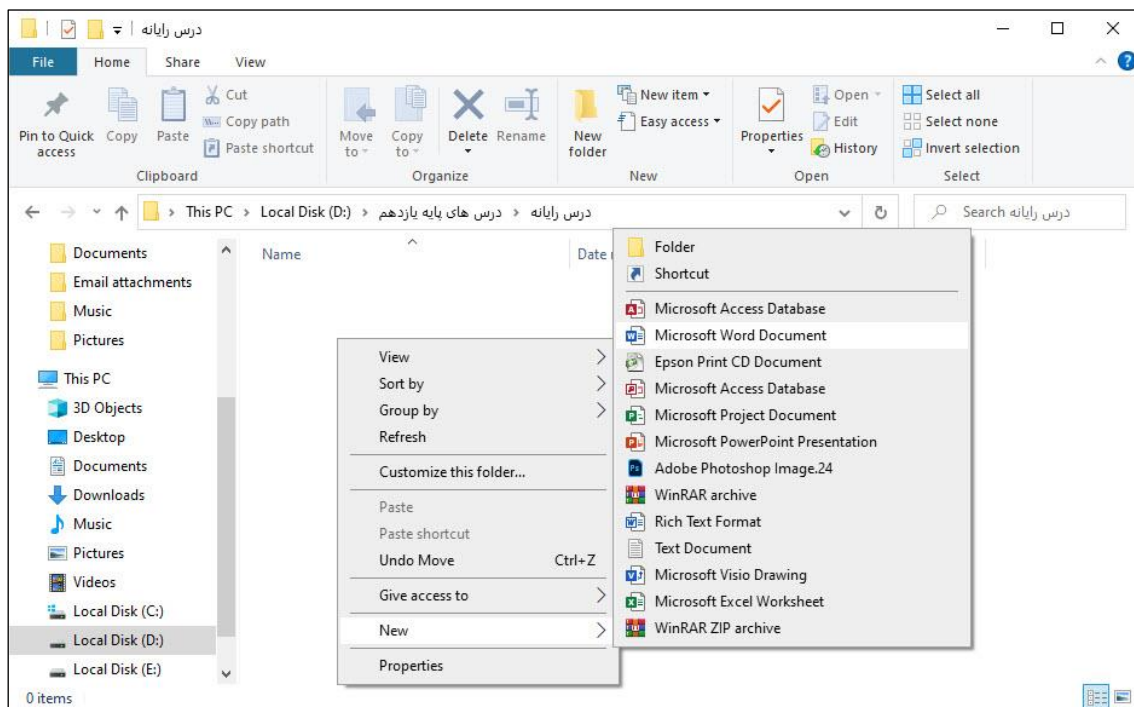 درس رایانه
File Home Share View
Pin to Quick access
Copy
Paste
Cut
Copy path
Paste shortcut
Clipboard
Move to
Copy to
Delete
Rename
Organize
New folder
New item
Easy access
New
Properties
Open
Edit
History
Open
Select all
Select none
Invert selection
Select
This PC > Local Disk (D:) > درس های پایه یازدهم > درس رایانه
Search درس رایانه
Documents
Email attachments
Music
Pictures
This PC
3D Objects
Desktop
Documents
Downloads
Music
Pictures
Videos
Local Disk (C:)
Local Disk (D:)
Local Disk (E:)
0 items
Name
Date
View
Sort by
Group by
Refresh
Customize this folder...
Paste
Paste shortcut
Undo Move Ctrl+Z
Give access to
New
Properties
Folder
Shortcut
Microsoft Access Database
Microsoft Word Document
Epson Print CD Document
Microsoft Access Database
Microsoft Project Document
Microsoft PowerPoint Presentation
Adobe Photoshop Image.24
WinRAR archive
Rich Text Format
Text Document
Microsoft Visio Drawing
Microsoft Excel Worksheet
WinRAR ZIP archive